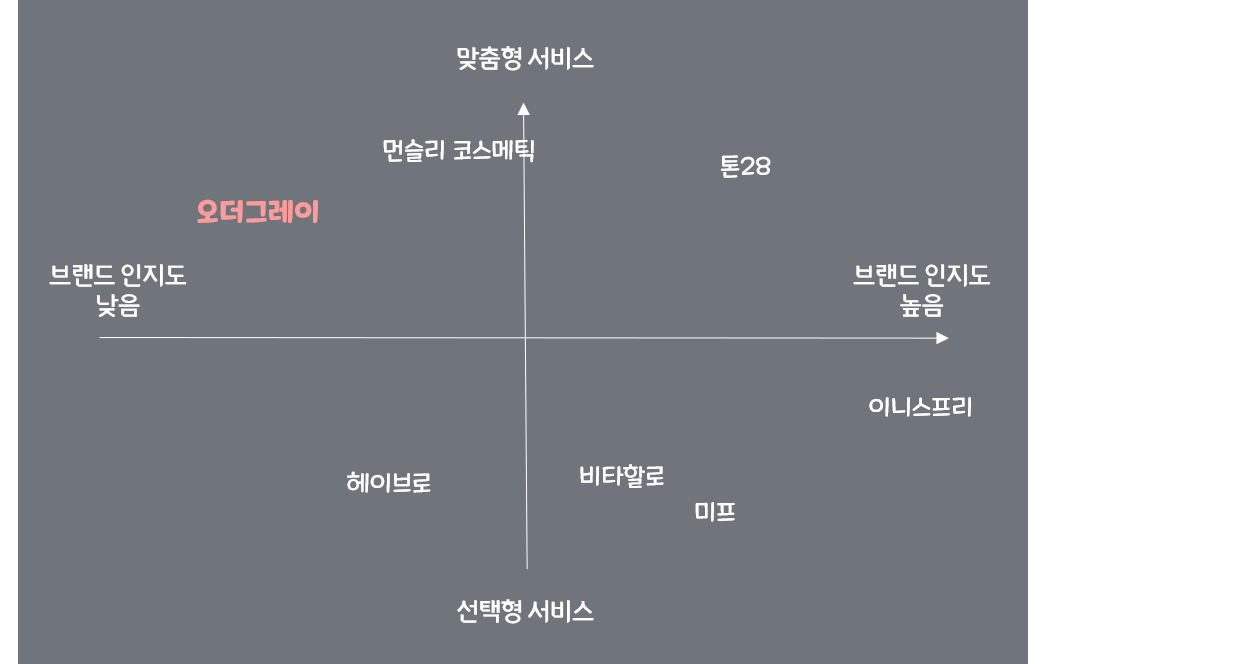 맞춤형 서비스
먼슬리 코스메틱
톤28
오더그레이
브랜드 인지도
낮음
브랜드 인지도
높음
이니스프리
헤이브로
비타할로
미프
선택형 서비스